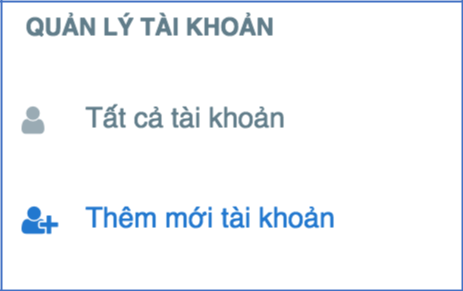 QUẢN LÝ TÀI KHOẢN
Tất cả tài khoản
Thêm mới tài khoản